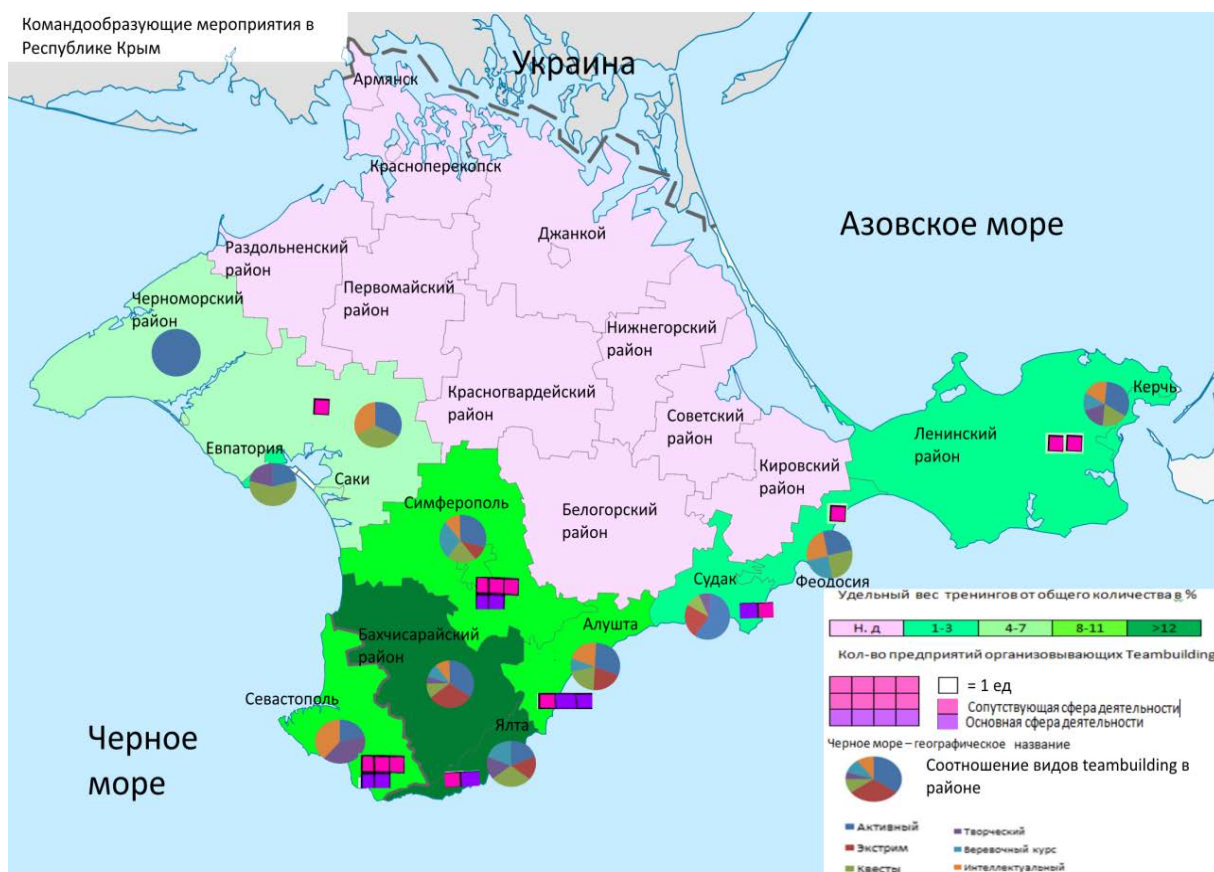 Командообразующие мероприятия в
Республике Крым
Украина
Армянск
Красноперекопск
Азовское море
Джанкой
Раздольненский
район
Первомайский
район
Черноморский
район
Нижнегорский
район
Красногвардейский
район
Советский
район
Керчь
Ленинский
район
Евпатория
Саки
Кировский
район
Симферополь
Белогорский
район
Судак
Феодосия
Алушта
Бахчисарайский
район
Севастополь
Ялта
Черное
море
Удельный вес тренингов от общего количества в %
Н. д
1-3
4-7
8-11
>12
Кол-во предприятий организовывающих Teambuilding
= 1 ед
Сопутствующая сфера деятельности
Основная сфера деятельности
Черное море – географическое название
Соотношение видов teambuilding в
районе
Активный
Творческий
Экстрим
Веревочный курс
Квесты
Интеллектуальный